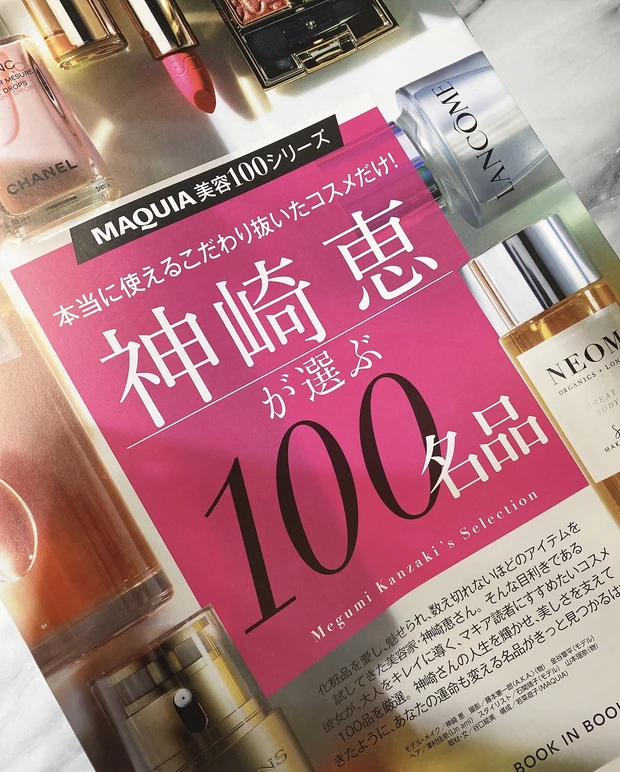 CHANEL
LANCÔME
MAQUIA 美容100シリーズ
本当に使えるこだわり抜いたコスメだけ!
神崎 恵
が選ぶ
100名品
Megumi Kanzaki's Selection
NEOM
ORGANICS • LON
化粧品を愛し、魅せられ、数え切れないほどのアイテムを
試してきた美容家・神崎恵さん。そんな目利きである
彼女が、大人をキレイに導く、マキア読者にすすめたいコスメ
100品を厳選。神崎さんの人生を輝かせ、美しさを支えて
きたように、あなたの運命も変える名品がきっと見つかるは
BOOK IN BOOK